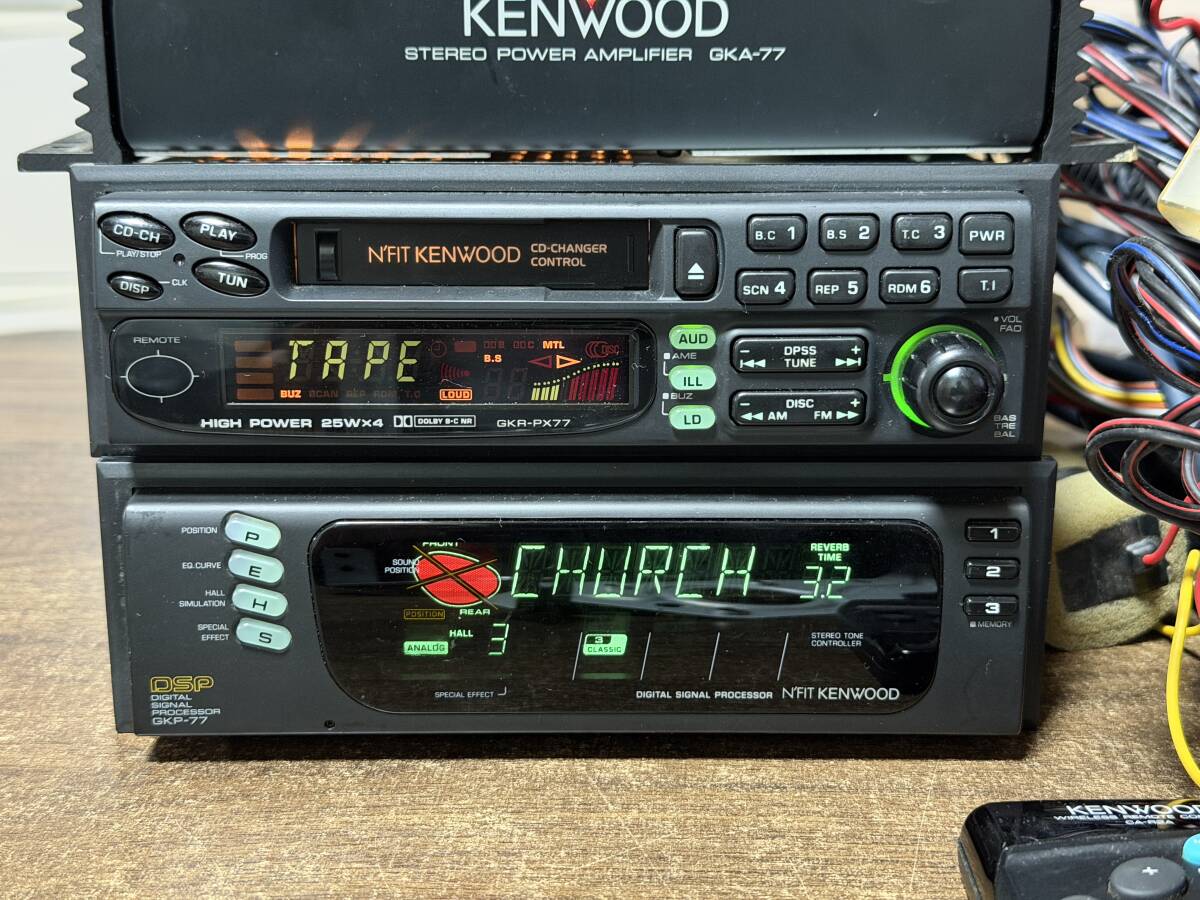 KENWOOD
STEREO POWER AMPLIFIER GKA-77
CD-CH
PLAY/STOP
PLAY
PROG
DISP
CLK
TUN
N'FIT KENWOOD
CD-CHANGER
CONTROL
B.C 1
B.S 2
T.C 3
PWR
SCN 4
REP 5
RDM 6
T.I
REMOTE
TAPE
B.S
MTL
DISC
BUZ SCAN REP RDM T.C
LOUD
HIGH POWER 25W×4
DOLBY B-C NR
GKR-PX77
AUD
AME
ILL
BUZ
LD
− DPSS +
TUNE
− DISC +
AM FM
VOL
FAD
BAS
TRE
BAL
POSITION
P
EQ.CURVE
E
HALL
SIMULATION
H
SPECIAL
EFFECT
S
DSP
DIGITAL
SIGNAL
PROCESSOR
GKP-77
FRONT
SOUND
POSITION
REAR
POSITION
CHURCH
REVERB
TIME
3.2
ANALOG
HALL
3
3
CLASSIC
STEREO TONE
CONTROLLER
SPECIAL EFFECT
DIGITAL SIGNAL PROCESSOR
N'FIT KENWOOD
1
2
3
MEMORY
KENWOOD
WIRELESS REMOTE
CA-R2A
+